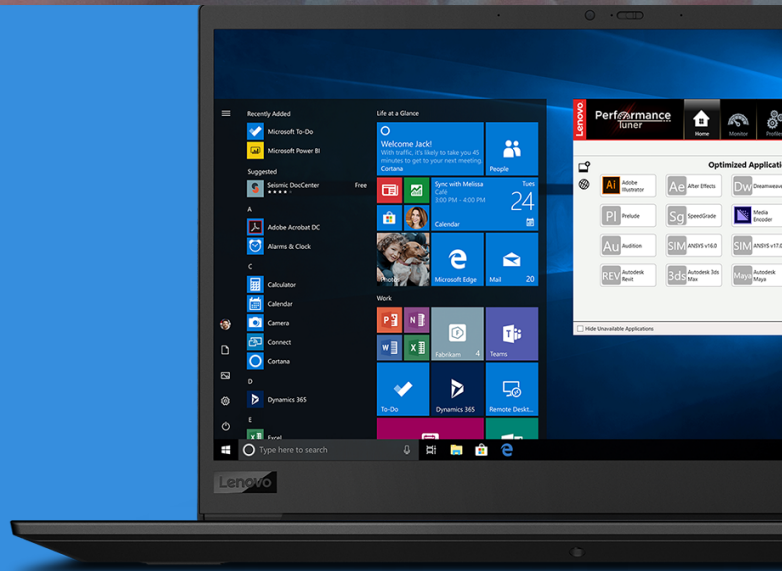 Recently Added
Microsoft To-Do
Microsoft Power BI
Suggested
Seismic DocCenter
Free
A
Adobe Acrobat DC
Alarms & Clock
C
Calculator
Calendar
Camera
Connect
Cortana
D
Dynamics 365
E
Excel
Type here to search
Life at a Glance
Welcome Jack!
With traffic, it's likely to take you 45
minutes to get to your next meeting.
Cortana
People
Sync with Melissa
Café
3:00 PM - 4:00 PM
Calendar
Tues
24
Photos
Microsoft Edge
Mail 20
Work
Fabrikam 4
Teams
To-Do
Dynamics 365
Remote Deskt...
Lenovo
Performance
Tuner
Home
Monitor
Profiles
Optimized Applicati
Ai Adobe
Illustrator
Ae After Effects
Dw Dreamweave
Pl Prelude
Sg SpeedGrade
Media
Encoder
Au Audition
SIM ANSYS v16.0
SIM ANSYS v17.0
REV Autodesk
Revit
3ds Autodesk 3ds
Max
Maya Autodesk
Maya
Hide Unavailable Applications
Lenovo